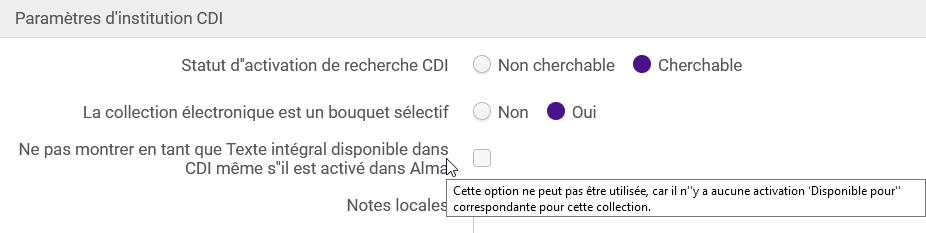 Paramètres d'institution CDI
Statut d''activation de recherche CDI Non cherchable Cherchable
La collection électronique est un bouquet sélectif Non Oui
Ne pas montrer en tant que Texte intégral disponible dans
CDI même s''il est activé dans Alma
Cette option ne peut pas être utilisée, car il n''y a aucune activation 'Disponible pour''
correspondante pour cette collection.
Notes locales